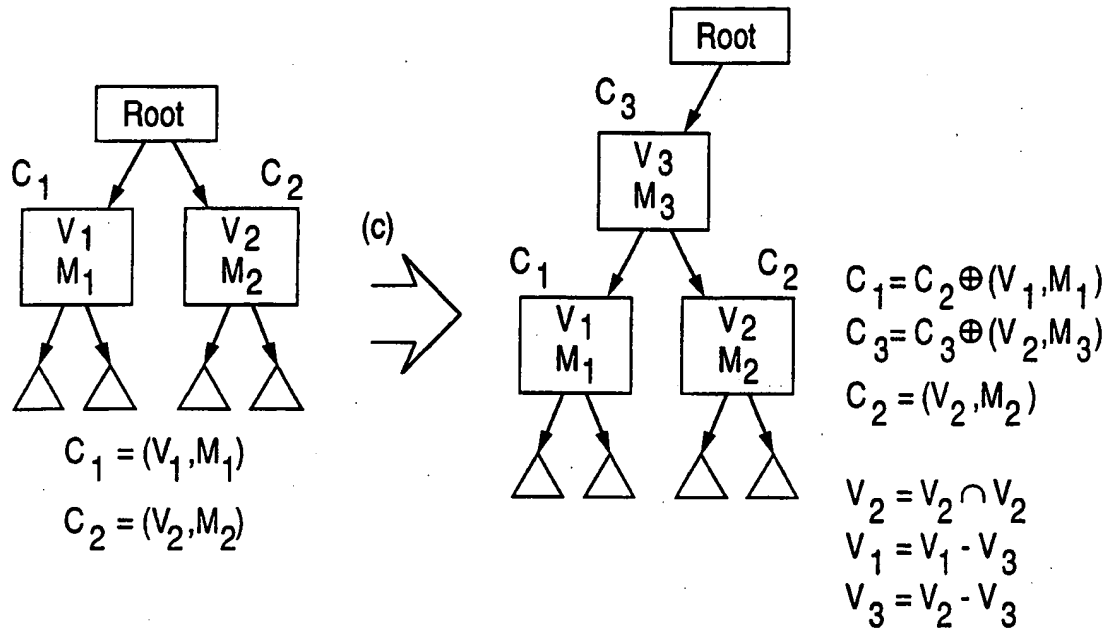 Root
C1
C2
V1
M1
V2
M2
C1 = (V1,M1)
C2 = (V2,M2)
(c)
Root
C3
V3
M3
C1
C2
V1
M1
V2
M2
C1 = C2 ⊕ (V1,M1)
C3 = C3 ⊕ (V2,M3)
C2 = (V2,M2)
V2 = V2 ∩ V2
V1 = V1 - V3
V3 = V2 - V3